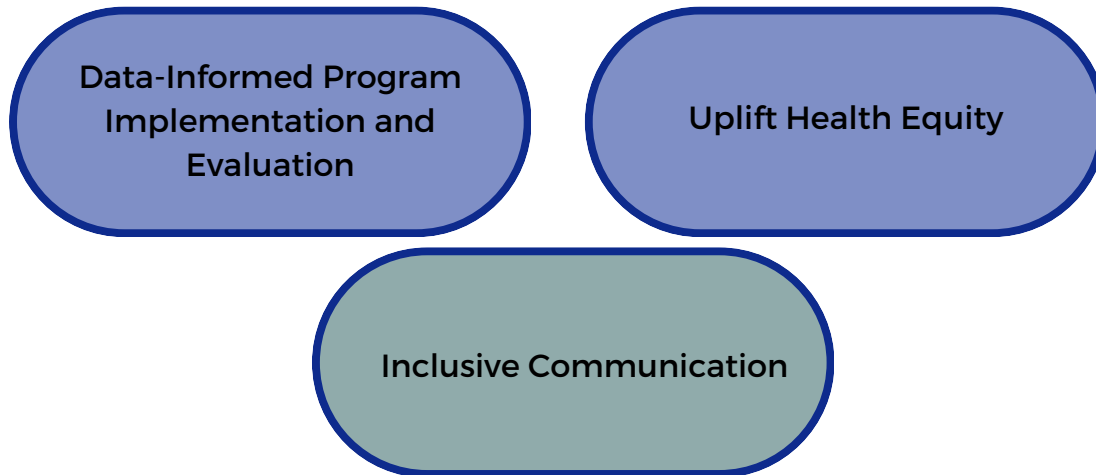 Data-Informed Program
Implementation and
Evaluation
Uplift Health Equity
Inclusive Communication